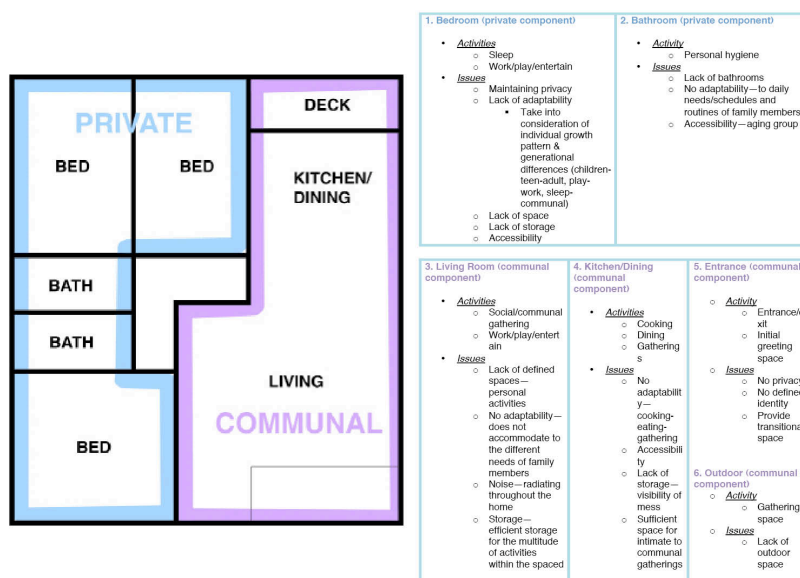 PRIVATE
BED
BED
DECK
KITCHEN/
DINING
BATH
BATH
LIVING
COMMUNAL
BED
1. Bedroom (private component)
• Activities
o Sleep
o Work/play/entertain
• Issues
o Maintaining privacy
o Lack of adaptability
▪ Take into
consideration of
individual growth
pattern &
generational
differences (children-
teen-adult, play-
work, sleep-
communal)
o Lack of space
o Lack of storage
o Accessibility
2. Bathroom (private component)
• Activity
o Personal hygiene
• Issues
o Lack of bathrooms
o No adaptability—to daily
needs/schedules and
routines of family members
o Accessibility—aging group
3. Living Room (communal
component)
• Activities
o Social/communal
gathering
o Work/play/entert
ain
• Issues
o Lack of defined
spaces—
personal
activities
o No adaptability—
does not
accommodate to
the different
needs of family
members
o Noise—radiating
throughout the
home
o Storage—
efficient storage
for the multitude
of activities
within the spaced
4. Kitchen/Dining
(communal
component)
• Activities
o Cooking
o Dining
o Gathering
s
• Issues
o No
adaptabilit
y—
cooking-
eating-
gathering
o Accessibili
ty
o Lack of
storage—
visibility of
mess
o Sufficient
space for
intimate to
communal
gatherings
5. Entrance (communal
component)
o Activity
o Entrance/e
xit
o Initial
greeting
space
o Issues
o No privacy
o No defined
identity
o Provide
transitional
space
6. Outdoor (communal
component)
o Activity
o Gathering
space
o Issues
o Lack of
outdoor
space